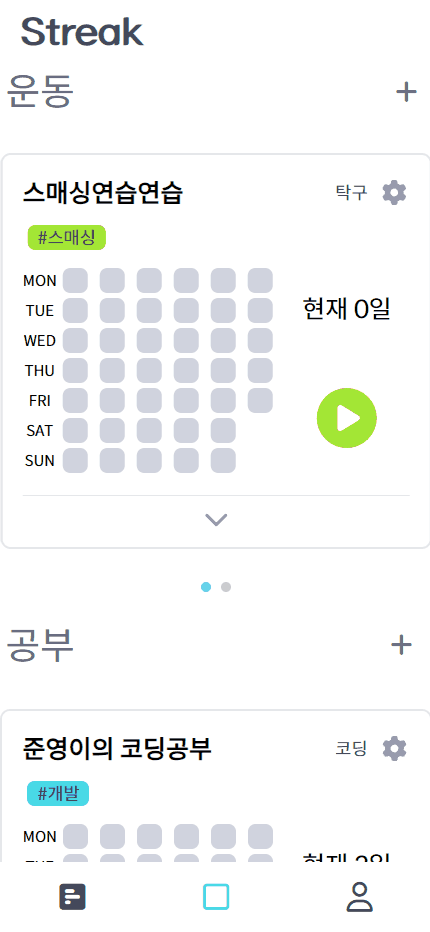 Streak
운동
스매싱연습연습
탁구
#스매싱
MON
TUE
WED
THU
FRI
SAT
SUN
현재 0일
공부
준영이의 코딩공부
코딩
#개발
MON